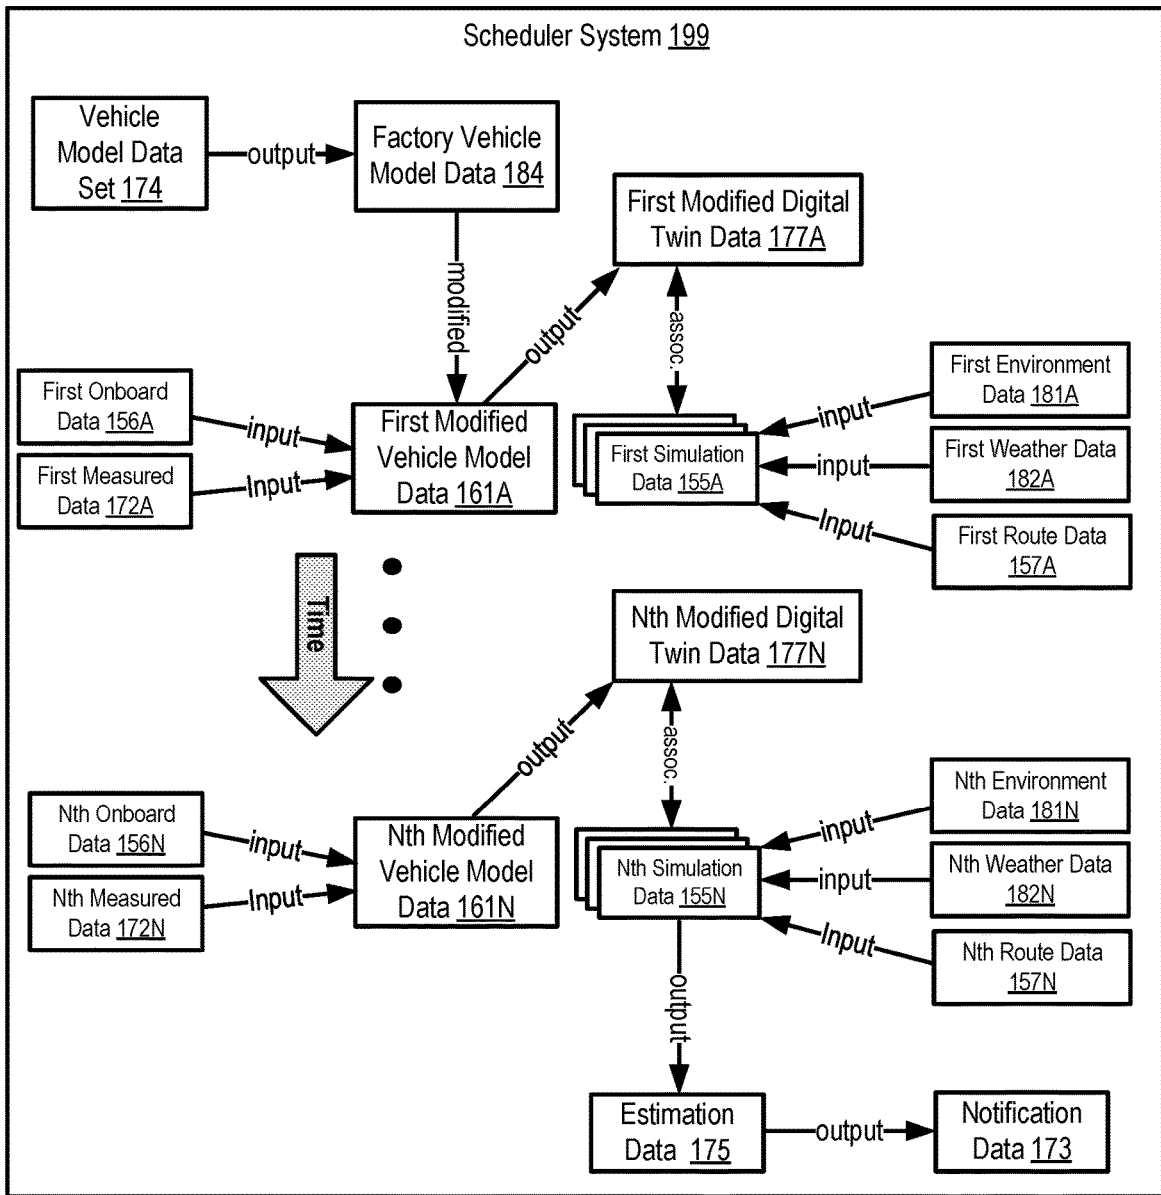 Scheduler System 199
Vehicle
Model Data
Set 174
output
Factory Vehicle
Model Data 184
First Modified Digital
Twin Data 177A
modified
output
assoc.
First Onboard
Data 156A
input
First Measured
Data 172A
Input
First Modified
Vehicle Model
Data 161A
First Simulation
Data 155A
input
First Environment
Data 181A
input
First Weather Data
182A
Input
First Route Data
157A
Time
Nth Modified Digital
Twin Data 177N
output
assoc.
Nth Onboard
Data 156N
input
Nth Measured
Data 172N
Input
Nth Modified
Vehicle Model
Data 161N
Nth Simulation
Data 155N
input
Nth Environment
Data 181N
input
Nth Weather Data
182N
Input
Nth Route Data
157N
output
Estimation
Data 175
output
Notification
Data 173